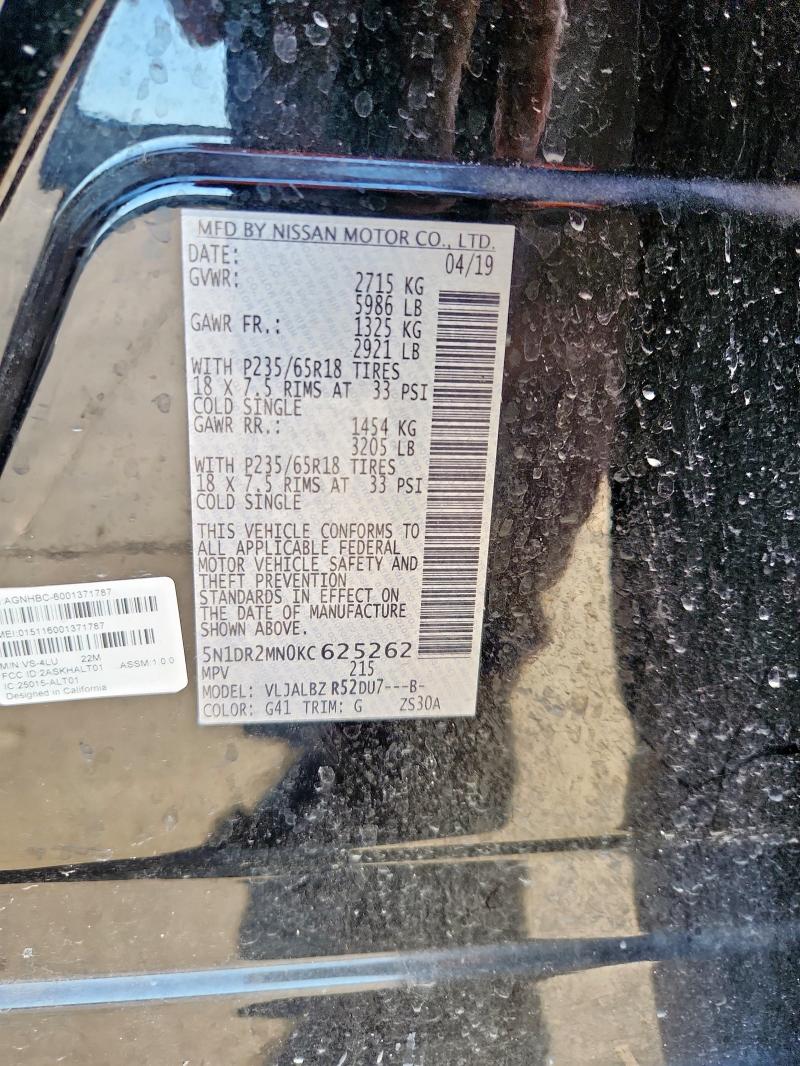 MFD BY NISSAN MOTOR CO., LTD.
DATE: 04/19
GVWR: 2715 KG
5986 LB
GAWR FR.: 1325 KG
2921 LB
WITH P235/65R18 TIRES
18 X 7.5 RIMS AT 33 PSI
COLD SINGLE
GAWR RR.: 1454 KG
3205 LB
WITH P235/65R18 TIRES
18 X 7.5 RIMS AT 33 PSI
COLD SINGLE
THIS VEHICLE CONFORMS TO
ALL APPLICABLE FEDERAL
MOTOR VEHICLE SAFETY AND
THEFT PREVENTION
STANDARDS IN EFFECT ON
THE DATE OF MANUFACTURE
SHOWN ABOVE.
5N1DR2MN0KC625262
MPV 215
MODEL: VLJALBZ R52DU7---B-
COLOR: G41 TRIM: G ZS30A
AGNHBC-6001371787
MEI:015116001371787
MIN VS-4LU 22M
FCC ID:2ASKHALT01 ASSM:1.0.0
IC:25015-ALT01
Designed in California